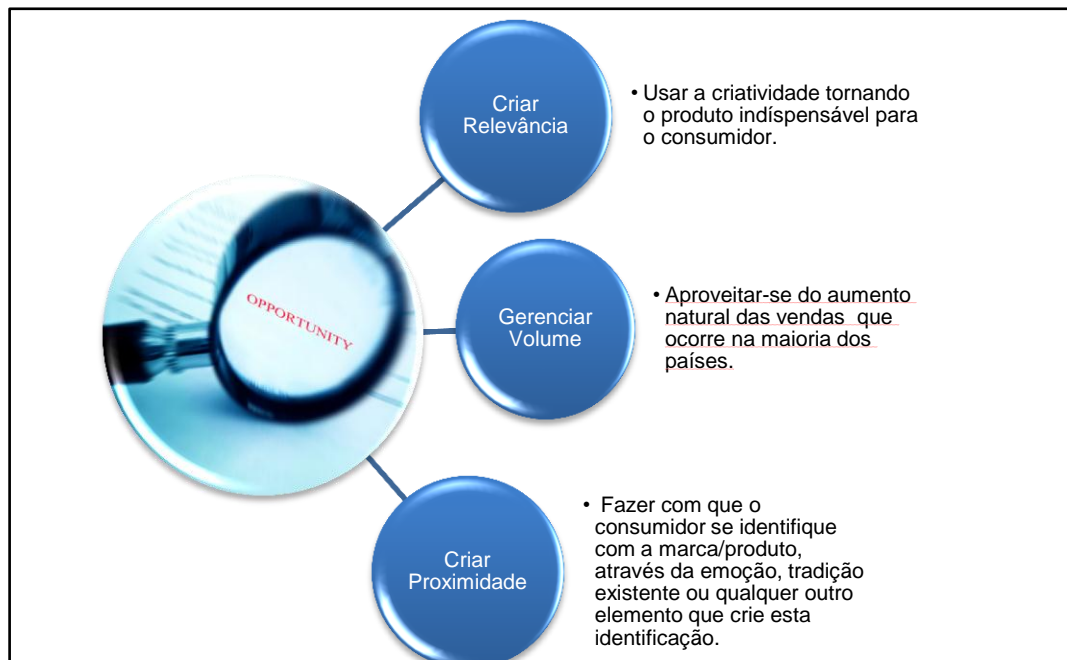 Criar
Relevância
• Usar a criatividade tornando
o produto indíspensável para
o consumidor.
OPPORTUNITY
Gerenciar
Volume
• Aproveitar-se do aumento
natural das vendas que
ocorre na maioria dos
países.
Criar
Proximidade
• Fazer com que o
consumidor se identifique
com a marca/produto,
através da emoção, tradição
existente ou qualquer outro
elemento que crie esta
identificação.